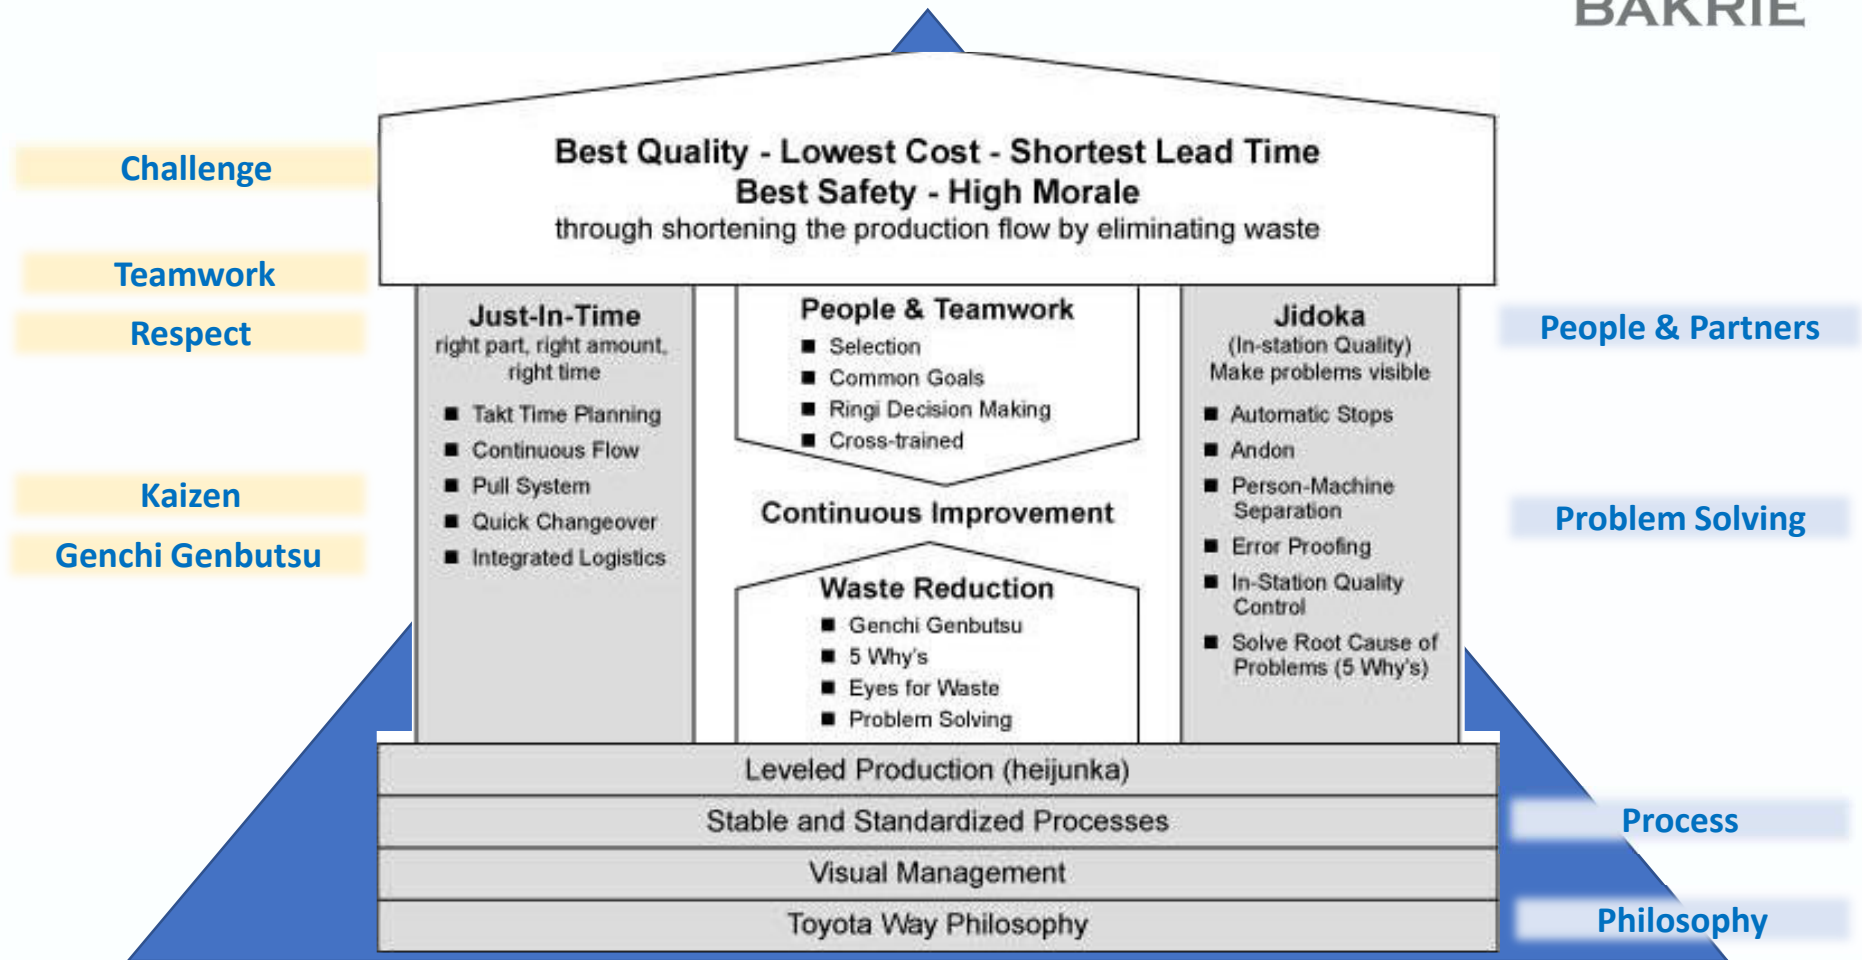 BAKRIE
Best Quality - Lowest Cost - Shortest Lead Time
Best Safety - High Morale
through shortening the production flow by eliminating waste
Challenge
Teamwork
Respect
Kaizen
Genchi Genbutsu
Just-In-Time
right part, right amount,
right time
■ Takt Time Planning
■ Continuous Flow
■ Pull System
■ Quick Changeover
■ Integrated Logistics
People & Teamwork
■ Selection
■ Common Goals
■ Ringi Decision Making
■ Cross-trained
Continuous Improvement
Waste Reduction
■ Genchi Genbutsu
■ 5 Why's
■ Eyes for Waste
■ Problem Solving
Jidoka
(In-station Quality)
Make problems visible
■ Automatic Stops
■ Andon
■ Person-Machine
Separation
■ Error Proofing
■ In-Station Quality
Control
■ Solve Root Cause of
Problems (5 Why's)
People & Partners
Problem Solving
Process
Philosophy
Leveled Production (heijunka)
Stable and Standardized Processes
Visual Management
Toyota Way Philosophy